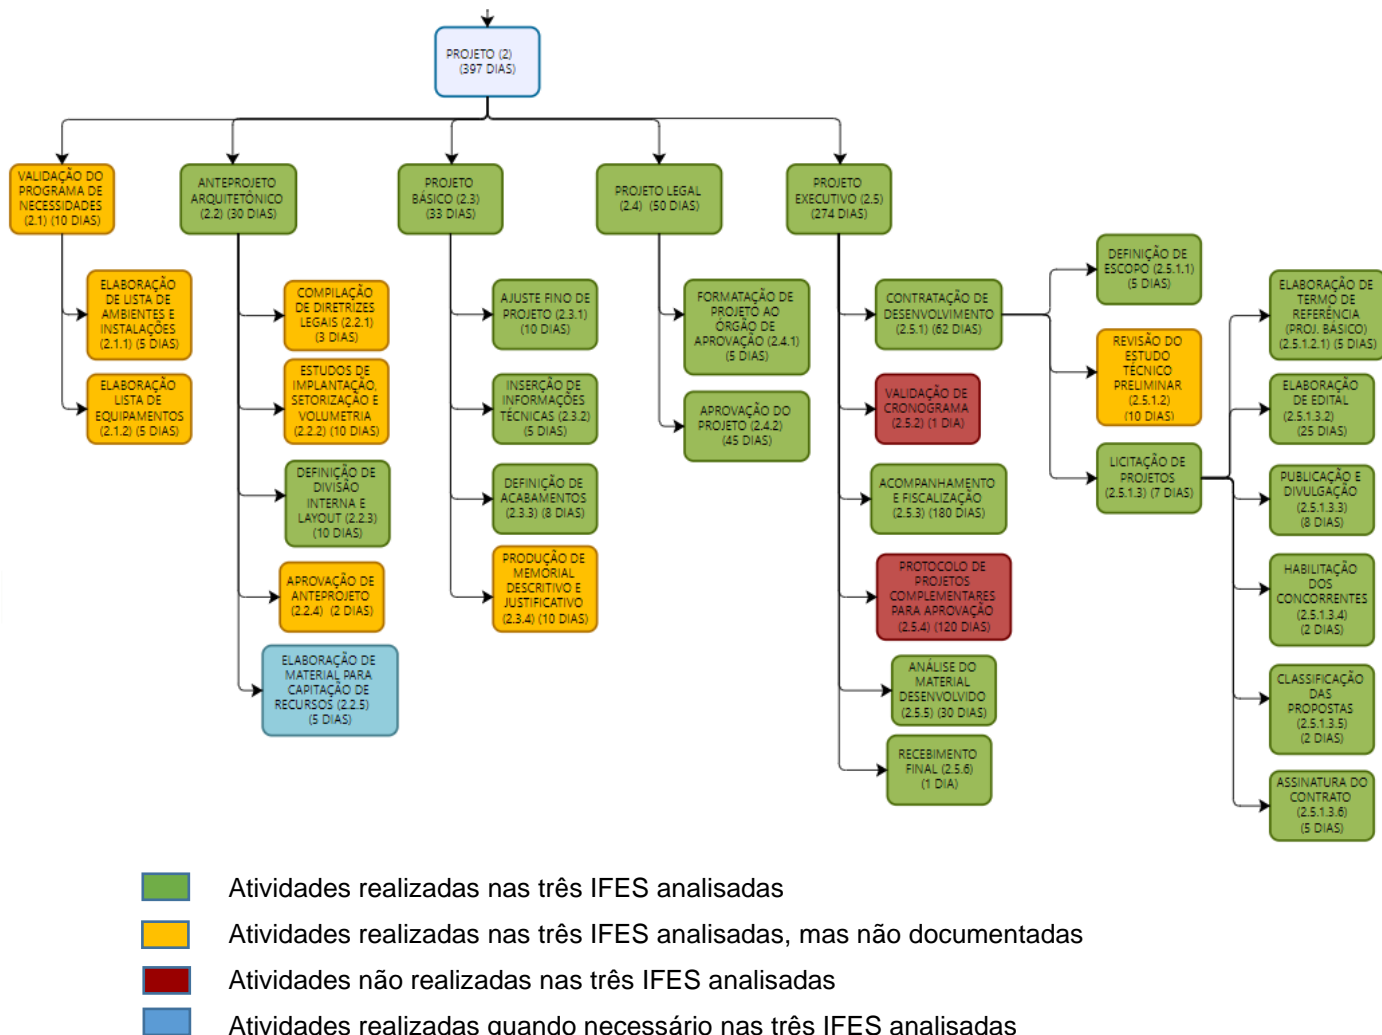 PROJETO (2)
(397 DIAS)
VALIDAÇÃO DO
PROGRAMA DE
NECESSIDADES
(2.1) (10 DIAS)
ANTEPROJETO
ARQUITETÔNICO
(2.2) (30 DIAS)
PROJETO
BÁSICO (2.3)
(33 DIAS)
PROJETO LEGAL
(2.4) (50 DIAS)
PROJETO
EXECUTIVO (2.5)
(274 DIAS)
ELABORAÇÃO
DE LISTA DE
AMBIENTES E
INSTALAÇÕES
(2.1.1) (5 DIAS)
ELABORAÇÃO
LISTA DE
EQUIPAMENTOS
(2.1.2) (5 DIAS)
COMPILAÇÃO
DE DIRETRIZES
LEGAIS (2.2.1)
(3 DIAS)
ESTUDOS DE
IMPLANTAÇÃO,
SETORIZAÇÃO E
VOLUMETRIA
(2.2.2) (10 DIAS)
DEFINIÇÃO DE
DIVISÃO
INTERNA E
LAYOUT (2.2.3)
(10 DIAS)
APROVAÇÃO DE
ANTEPROJETO
(2.2.4) (2 DIAS)
ELABORAÇÃO DE
MATERIAL PARA
CAPITAÇÃO DE
RECURSOS (2.2.5)
(5 DIAS)
AJUSTE FINO DE
PROJETO (2.3.1)
(10 DIAS)
INSERÇÃO DE
INFORMAÇÕES
TÉCNICAS (2.3.2)
(5 DIAS)
DEFINIÇÃO DE
ACABAMENTOS
(2.3.3) (8 DIAS)
PRODUÇÃO DE
MEMORIAL
DESCRITIVO E
JUSTIFICATIVO
(2.3.4) (10 DIAS)
FORMATAÇÃO DE
PROJETO AO
ÓRGÃO DE
APROVAÇÃO (2.4.1)
(5 DIAS)
APROVAÇÃO DO
PROJETO (2.4.2)
(45 DIAS)
CONTRATAÇÃO DE
DESENVOLVIMENTO
(2.5.1) (62 DIAS)
VALIDAÇÃO DE
CRONOGRAMA
(2.5.2) (1 DIA)
ACOMPANHAMENTO
E FISCALIZAÇÃO
(2.5.3) (180 DIAS)
PROTOCOLO DE
PROJETOS
COMPLEMENTARES
PARA APROVAÇÃO
(2.5.4) (120 DIAS)
ANÁLISE DO
MATERIAL
DESENVOLVIDO
(2.5.5) (30 DIAS)
RECEBIMENTO
FINAL (2.5.6)
(1 DIA)
DEFINIÇÃO DE
ESCOPO (2.5.1.1)
(5 DIAS)
REVISÃO DO
ESTUDO
TÉCNICO
PRELIMINAR
(2.5.1.2)
(10 DIAS)
LICITAÇÃO DE
PROJETOS
(2.5.1.3) (7 DIAS)
ELABORAÇÃO DE
TERMO DE
REFERÊNCIA
(PROJ. BÁSICO)
(2.5.1.2.1) (5 DIAS)
ELABORAÇÃO
DE EDITAL
(2.5.1.3.2)
(25 DIAS)
PUBLICAÇÃO E
DIVULGAÇÃO
(2.5.1.3.3)
(8 DIAS)
HABILITAÇÃO
DOS
CONCORRENTES
(2.5.1.3.4)
(2 DIAS)
CLASSIFICAÇÃO
DAS
PROPOSTAS
(2.5.1.3.5)
(2 DIAS)
ASSINATURA DO
CONTRATO
(2.5.1.3.6)
(5 DIAS)
Atividades realizadas nas três IFES analisadas
Atividades realizadas nas três IFES analisadas, mas não documentadas
Atividades não realizadas nas três IFES analisadas
Atividades realizadas quando necessário nas três IFES analisadas